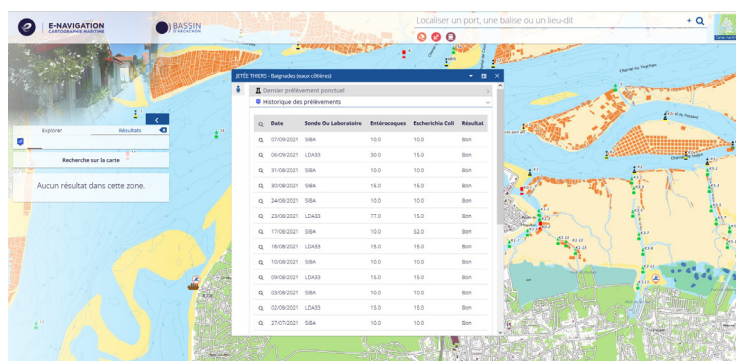 E-NAVIGATION
CARTOGRAPHIE MARITIME
BASSIN
D'ARCACHON
Localiser un port, une balise ou un lieu-dit
JETÉE THIERS - Baignades (eaux côtières)
Dernier prélèvement ponctuel
Historique des prélèvements
Explorer Résultats
Recherche sur la carte
Aucun résultat dans cette zone.
Date Sonde Ou Laboratoire Entérocoques Escherichia Coli Résultat
07/09/2021 SIBA 10.0 10.0 Bon
06/09/2021 LDA33 30.0 15.0 Bon
31/08/2021 SIBA 10.0 10.0 Bon
30/08/2021 SIBA 15.0 15.0 Bon
24/08/2021 SIBA 10.0 10.0 Bon
23/08/2021 LDA33 77.0 15.0 Bon
17/08/2021 SIBA 10.0 52.0 Bon
16/08/2021 LDA33 15.0 15.0 Bon
10/08/2021 SIBA 10.0 10.0 Bon
09/08/2021 LDA33 15.0 15.0 Bon
03/08/2021 SIBA 10.0 10.0 Bon
02/08/2021 LDA33 15.0 15.0 Bon
27/07/2021 SIBA 10.0 10.0 Bon